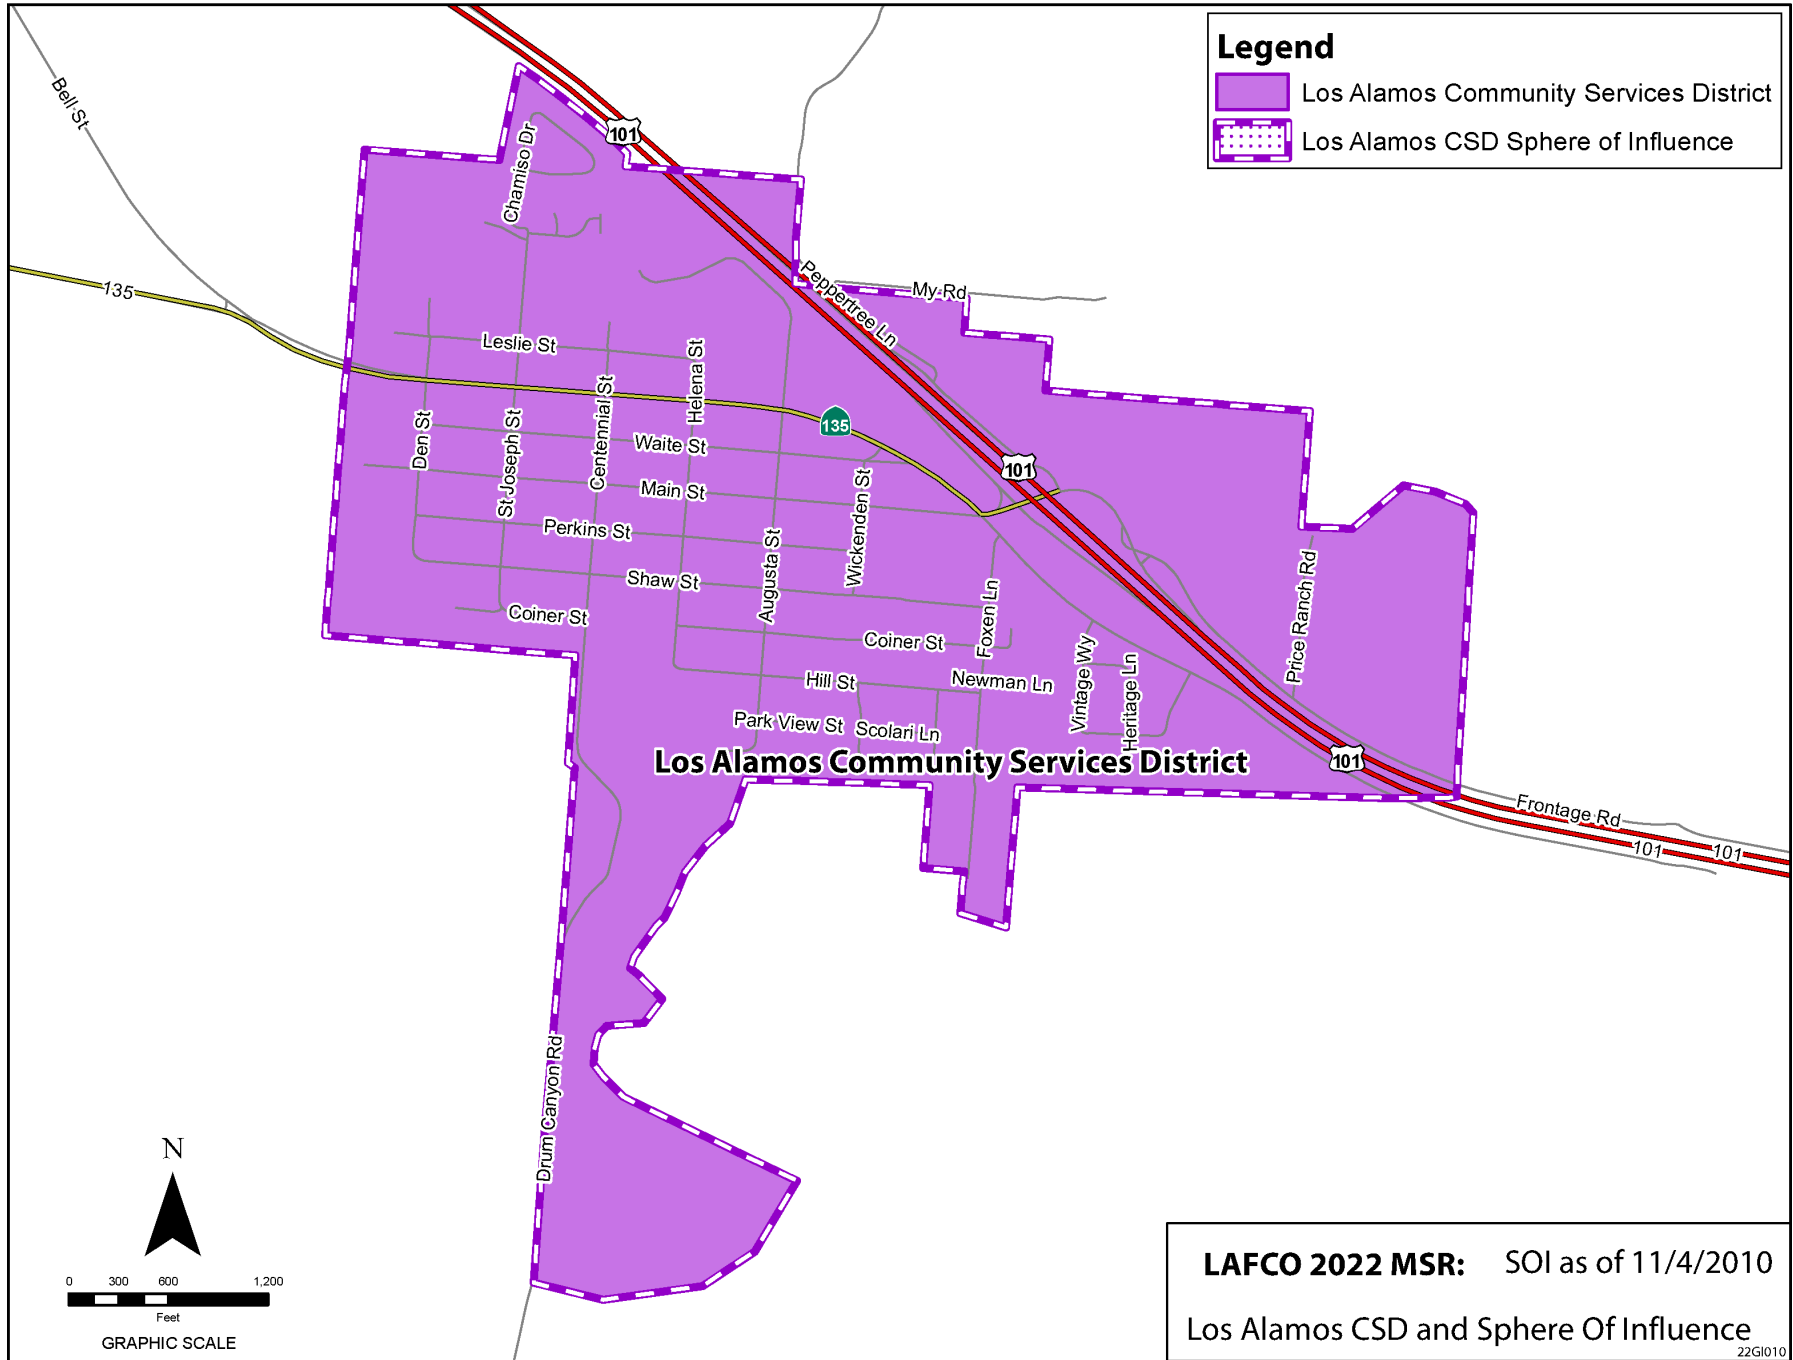 Legend
Los Alamos Community Services District
Los Alamos CSD Sphere of Influence
Bell St
101
Chamiso Dr
135
Peppertree Ln
My Rd
Leslie St
Helena St
Centennial St
Den St
St Joseph St
135
Waite St
101
Main St
Wickenden St
Perkins St
Augusta St
Shaw St
Foxen Ln
Price Ranch Rd
Coiner St
Coiner St
Vintage Wy
Heritage Ln
Hill St
Newman Ln
Park View St
Scolari Ln
Los Alamos Community Services District
101
Frontage Rd
101
101
Drum Canyon Rd
N
0 300 600 1,200
Feet
GRAPHIC SCALE
LAFCO 2022 MSR: SOI as of 11/4/2010
Los Alamos CSD and Sphere Of Influence
22GI010